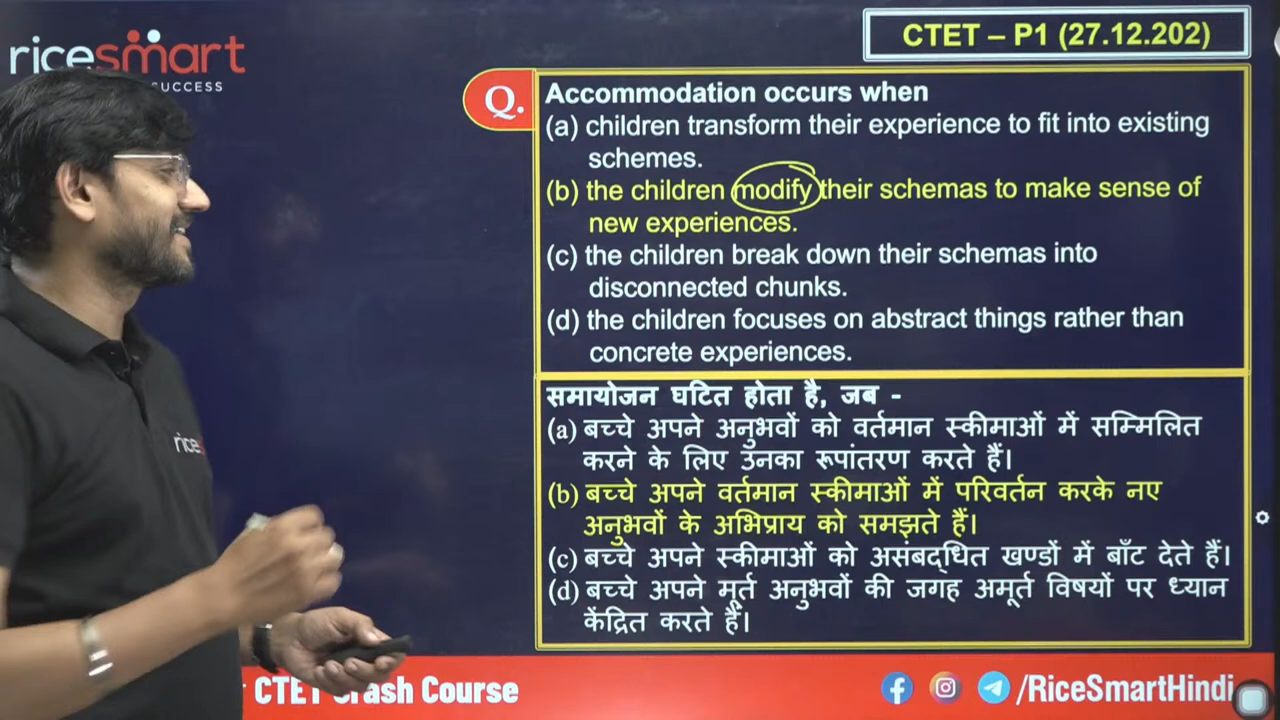 ricesmart
SUCCESS
CTET – P1 (27.12.202)
Q.
Accommodation occurs when
(a) children transform their experience to fit into existing
schemes.
(b) the children modify their schemas to make sense of
new experiences.
(c) the children break down their schemas into
disconnected chunks.
(d) the children focuses on abstract things rather than
concrete experiences.
समायोजन घटित होता है, जब -
(a) बच्चे अपने अनुभवों को वर्तमान स्कीमाओं में सम्मिलित
करने के लिए उनका रूपांतरण करते हैं।
(b) बच्चे अपने वर्तमान स्कीमाओं में परिवर्तन करके नए
अनुभवों के अभिप्राय को समझते हैं।
(c) बच्चे अपने स्कीमाओं को असंबद्धित खण्डों में बाँट देते हैं।
(d) बच्चे अपने मूर्त अनुभवों की जगह अमूर्त विषयों पर ध्यान
केंद्रित करते हैं।
rices
CTET Crash Course
/RiceSmartHindi